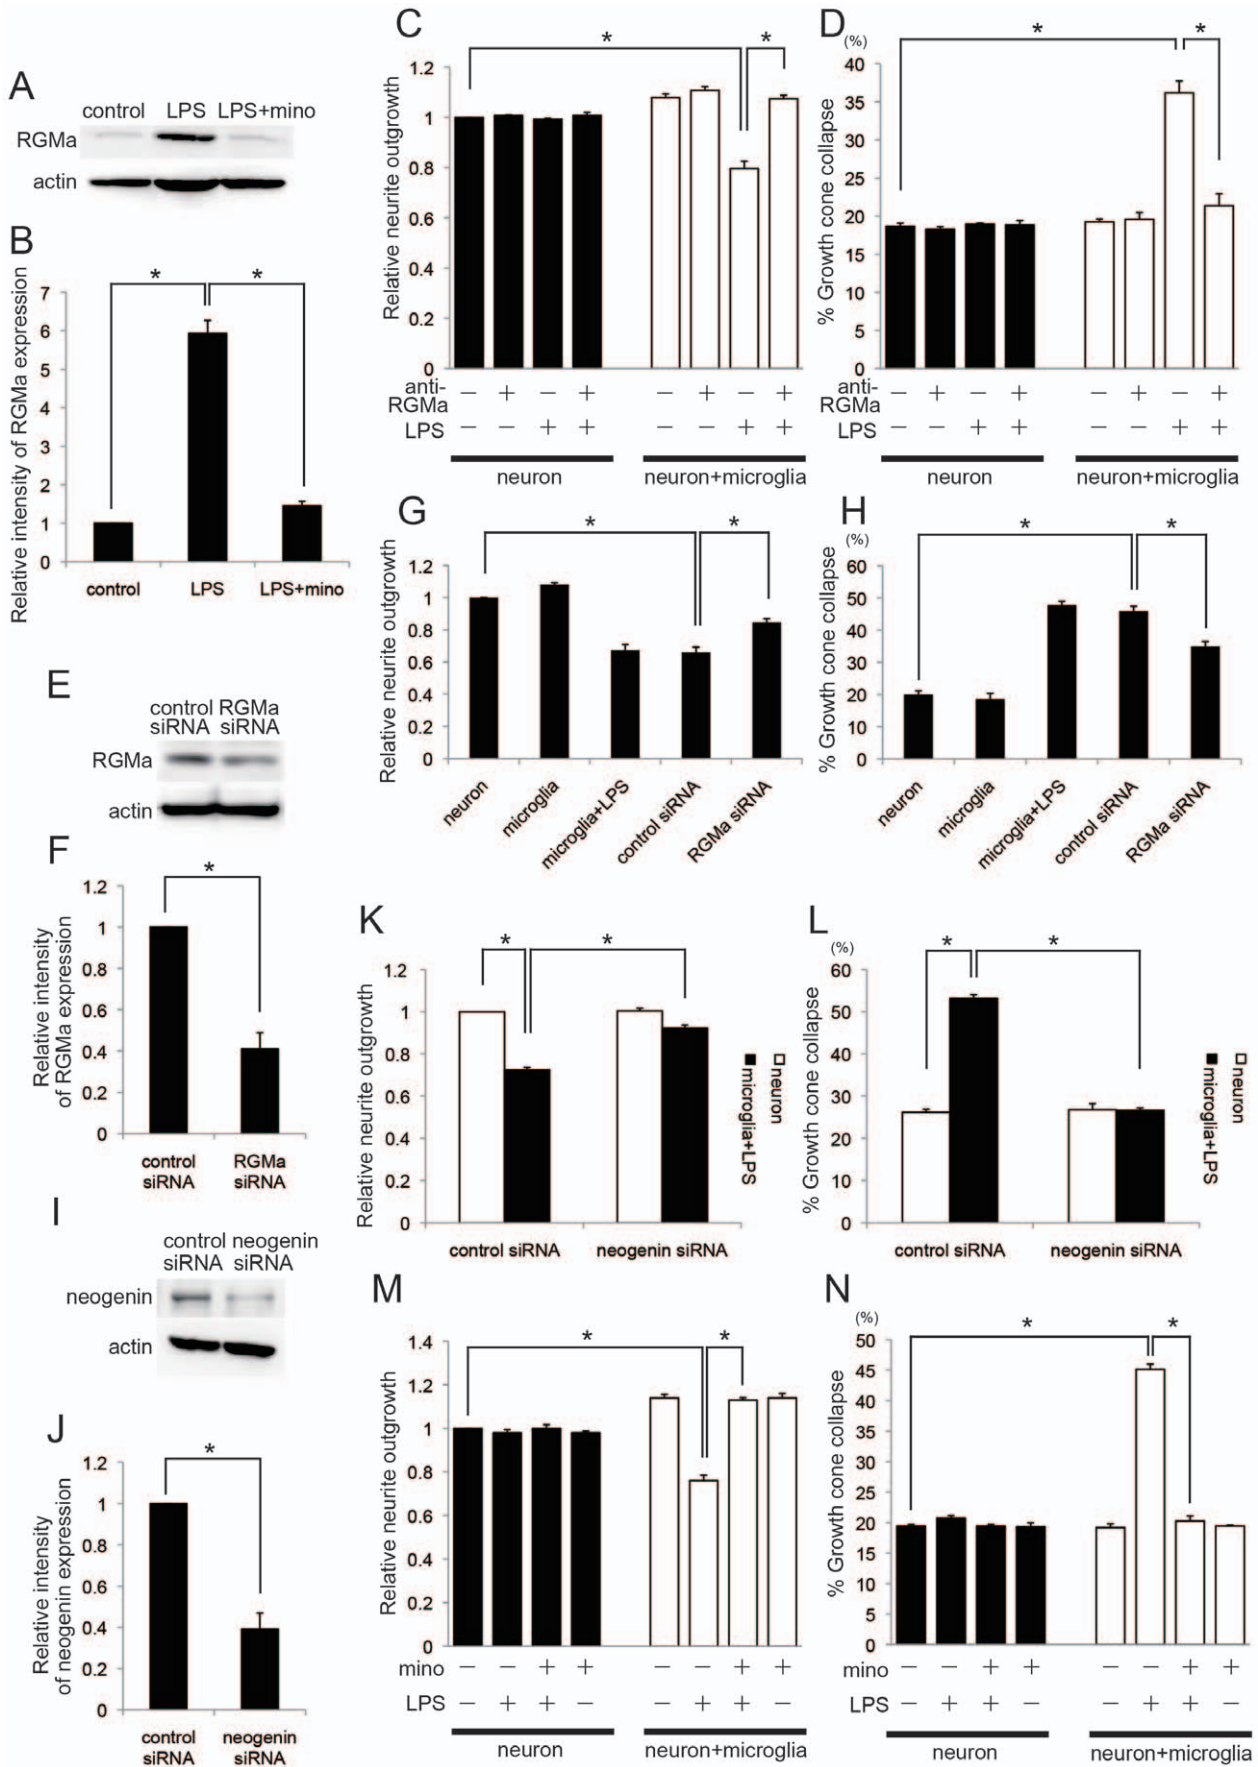 A
control LPS LPS+mino
RGMa
actin
B
Relative intensity of RGMa expression
7
6
5
4
3
2
1
0
* *
control LPS LPS+mino
C
Relative neurite outgrowth
1.2
1
0.8
0.6
0.4
0.2
0
* *
anti-
RGMa
− + − + − + − +
LPS − − + + − − + +
neuron neuron+microglia
D
(%)
% Growth cone collapse
40
35
30
25
20
15
10
5
0
* *
anti-
RGMa
− + − + − + − +
LPS − − + + − − + +
neuron neuron+microglia
E
control RGMa
siRNA siRNA
RGMa
actin
F
Relative intensity
of RGMa expression
1.2
1
0.8
0.6
0.4
0.2
0
*
control RGMa
siRNA siRNA
G
Relative neurite outgrowth
1.2
1
0.8
0.6
0.4
0.2
0
* *
neuron
microglia
microglia+LPS
control siRNA
RGMa siRNA
H
(%)
% Growth cone collapse
60
50
40
30
20
10
0
* *
neuron
microglia
microglia+LPS
control siRNA
RGMa siRNA
I
control neogenin
siRNA siRNA
neogenin
actin
J
Relative intensity
of neogenin expression
1.2
1
0.8
0.6
0.4
0.2
0
*
control neogenin
siRNA siRNA
K
Relative neurite outgrowth
1.2
1
0.8
0.6
0.4
0.2
0
* *
control siRNA neogenin siRNA
neuron
microglia+LPS
L
(%)
% Growth cone collapse
60
50
40
30
20
10
0
* *
control siRNA neogenin siRNA
neuron
microglia+LPS
M
Relative neurite outgrowth
1.4
1.2
1
0.8
0.6
0.4
0.2
0
* *
mino − − + + − − + +
LPS − + + − − + + −
neuron neuron+microglia
N
(%)
% Growth cone collapse
50
45
40
35
30
25
20
15
10
5
0
* *
mino − − + + − − + +
LPS − + + − − + + −
neuron neuron+microglia